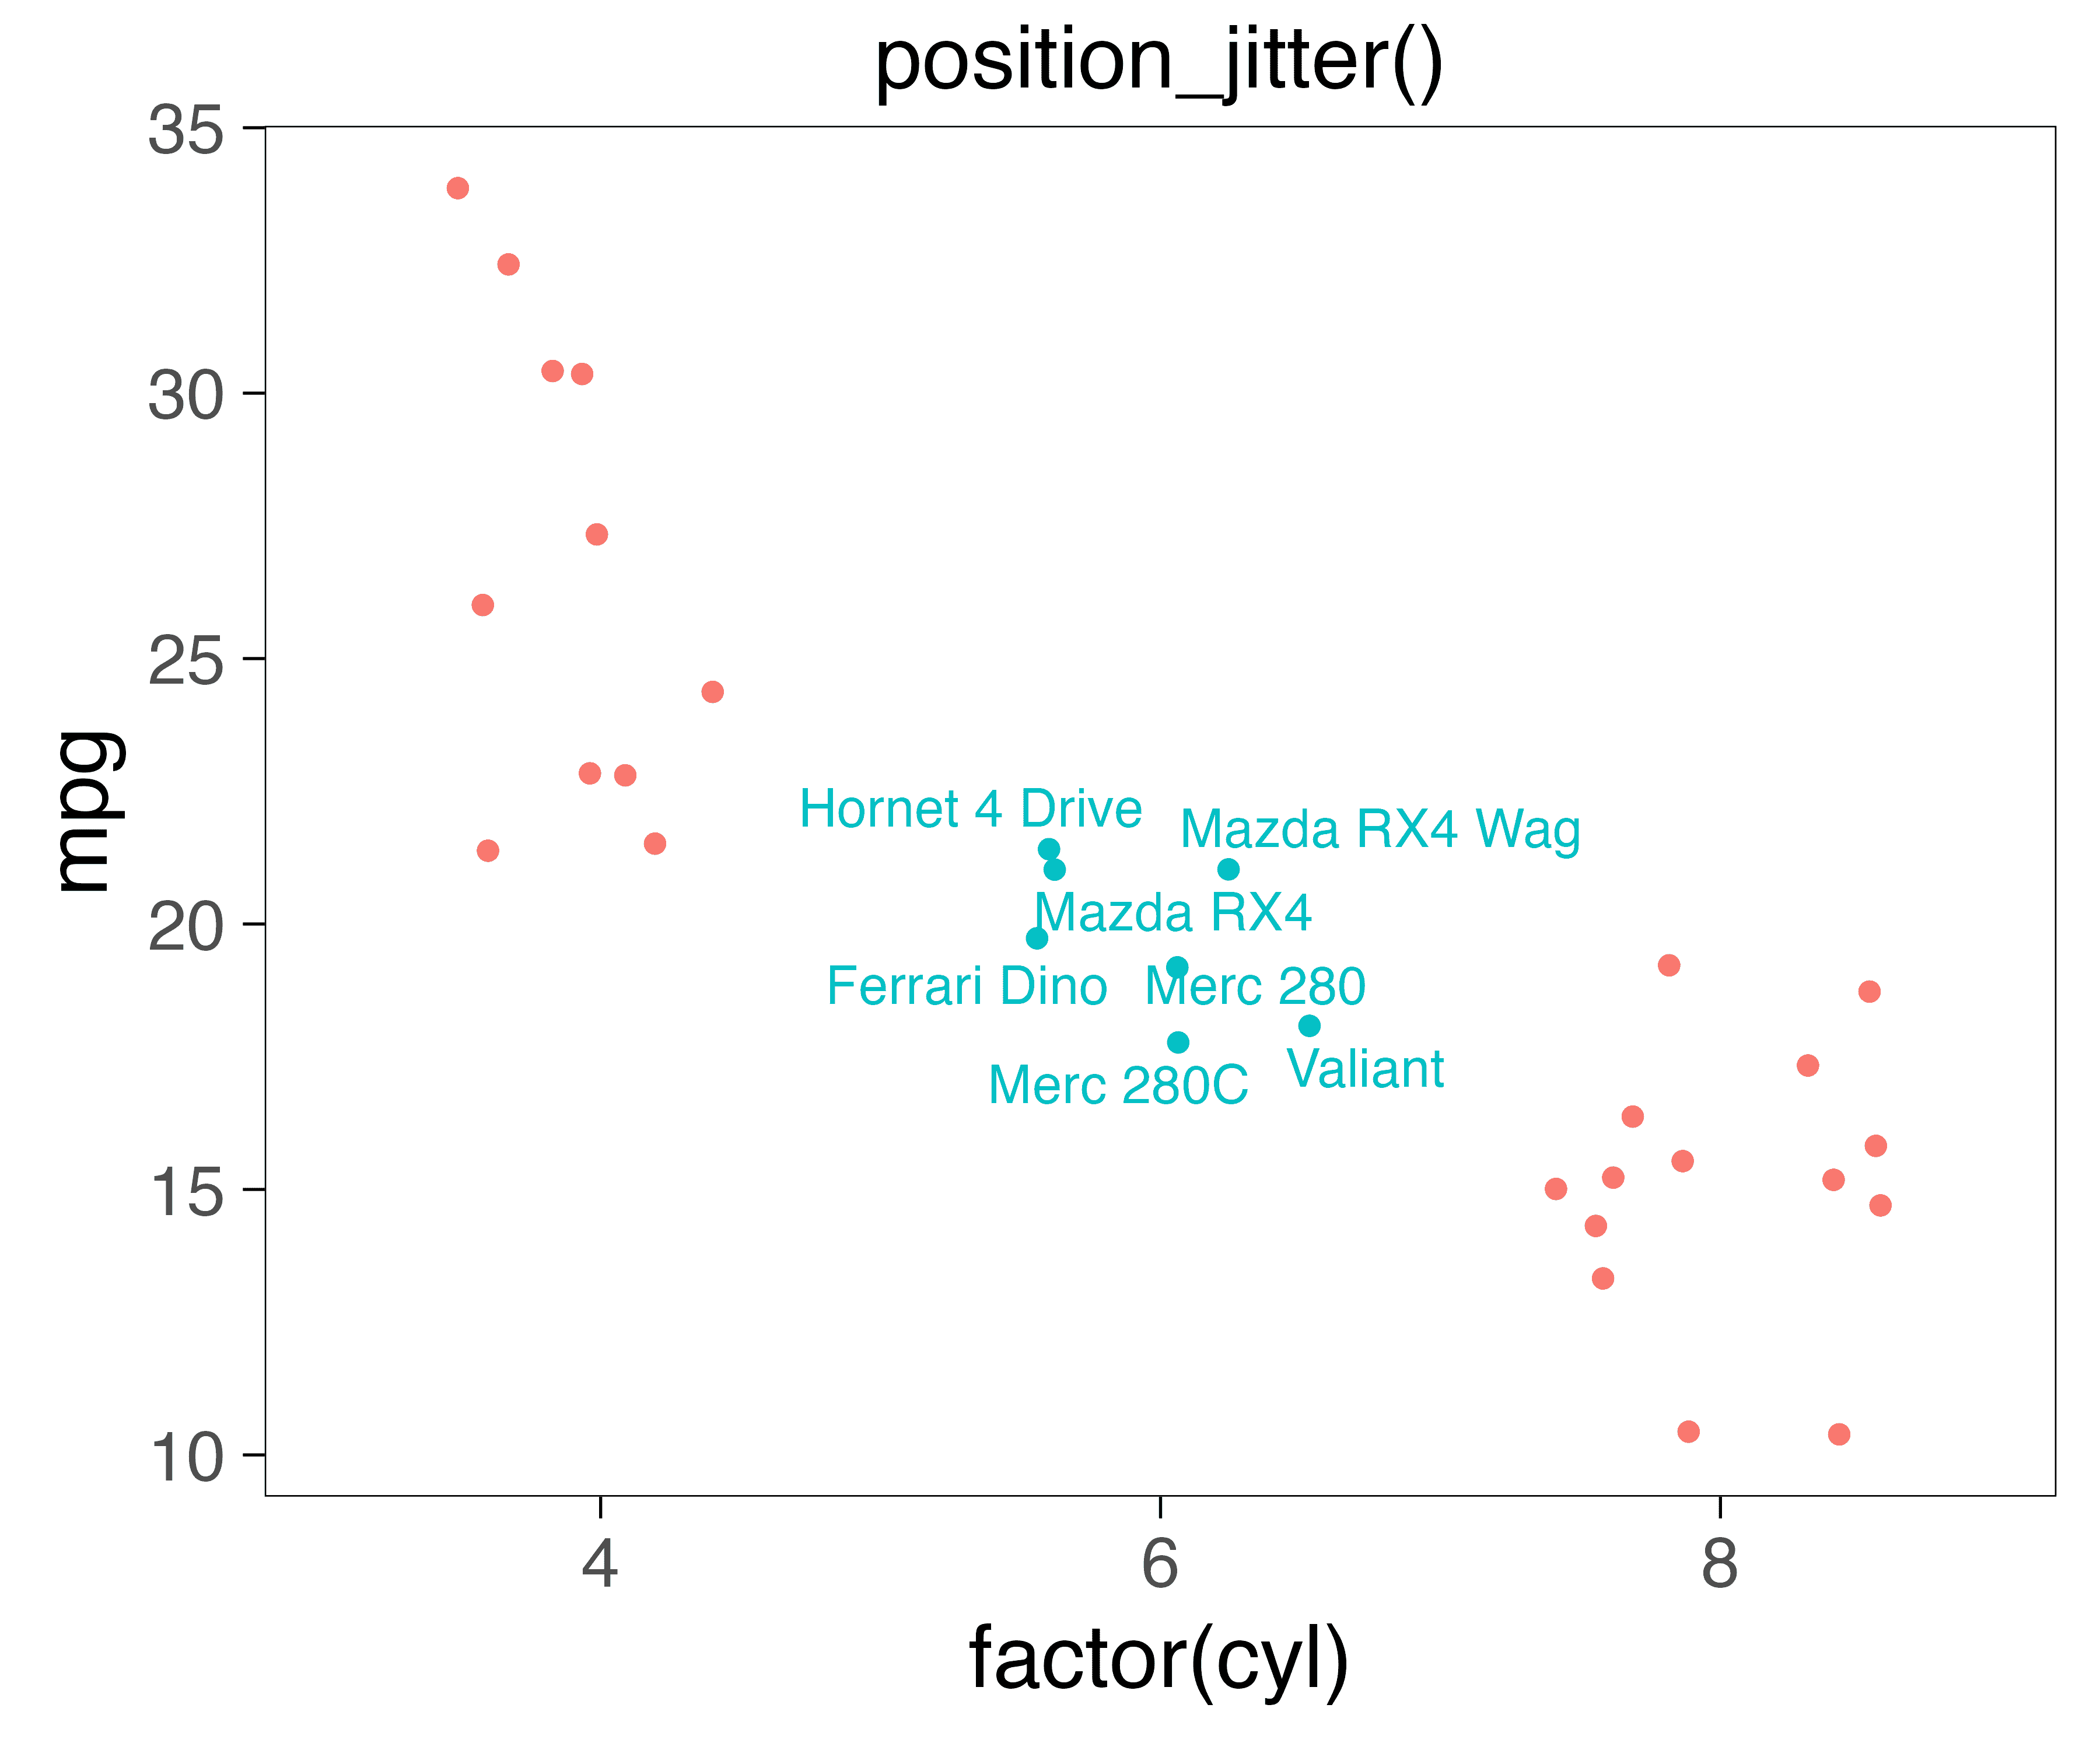 position_jitter()
35
30
25
20
15
10
mpg
Hornet 4 Drive
Mazda RX4 Wag
Mazda RX4
Ferrari Dino
Merc 280
Valiant
Merc 280C
4
6
8
factor(cyl)